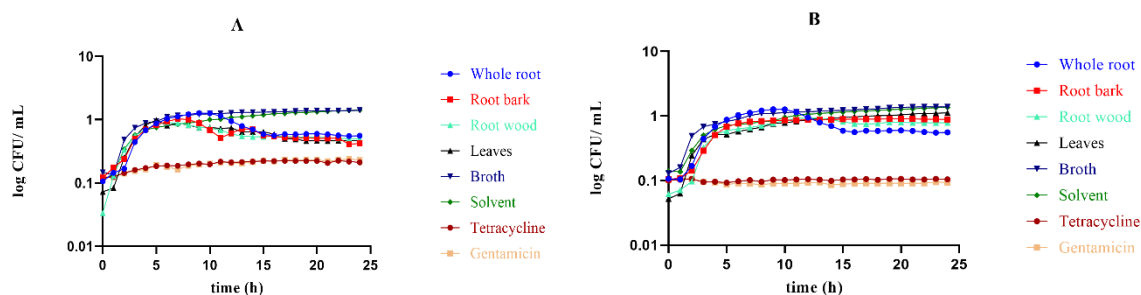 A
log CFU/ mL
10
1
0.1
0.01
0
5
10
15
20
25
time (h)
Whole root
Root bark
Root wood
Leaves
Broth
Solvent
Tetracycline
Gentamicin
B
log CFU/ mL
10
1
0.1
0.01
0
5
10
15
20
25
time (h)
Whole root
Root bark
Root wood
Leaves
Broth
Solvent
Tetracycline
Gentamicin